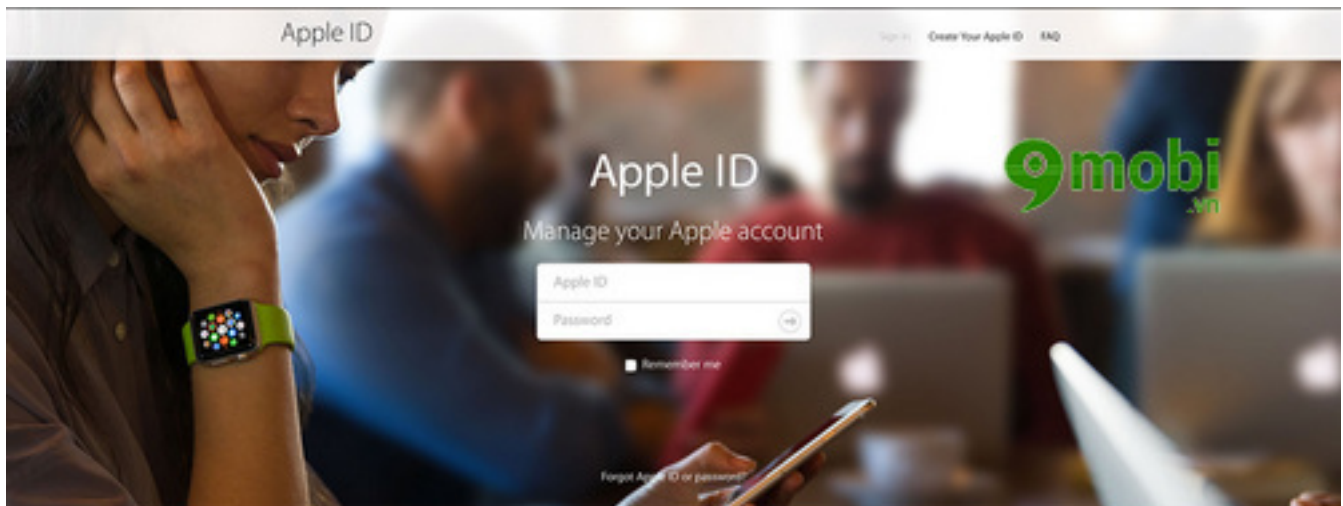 Apple ID
Sign In Create Your Apple ID FAQ
Apple ID
Manage your Apple account
9mobi
.vn
Apple ID
Password
Remember me
Forgot Apple ID or password?